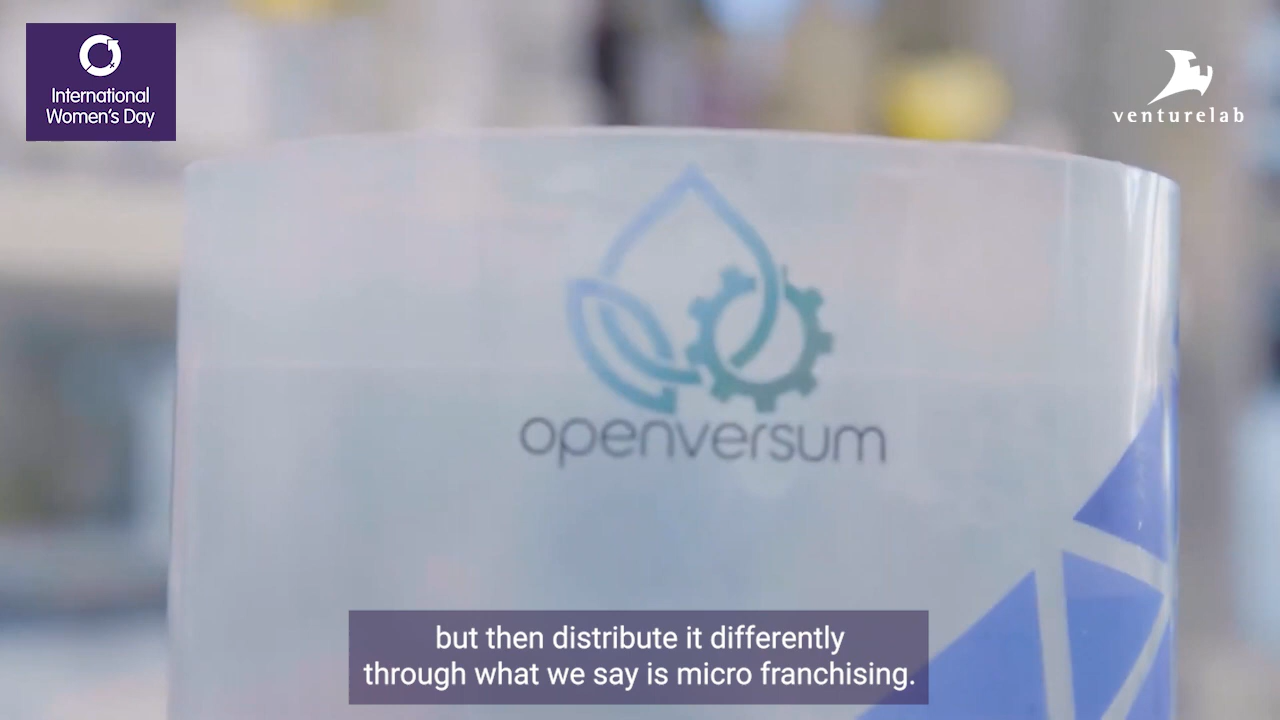 International
Women's Day
venturelab
openversum
but then distribute it differently
through what we say is micro franchising.